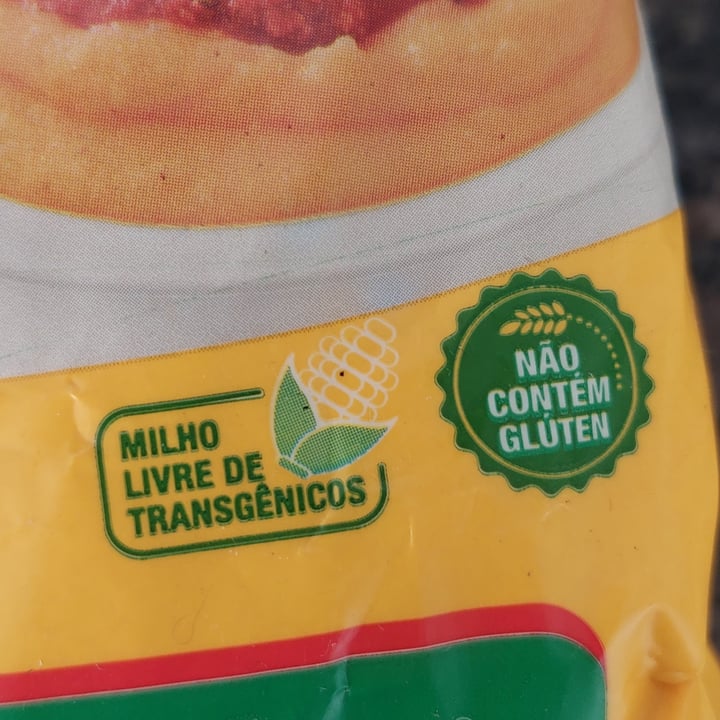 MILHO
LIVRE DE
TRANSGÊNICOS
NÃO
CONTÉM
GLÚTEN